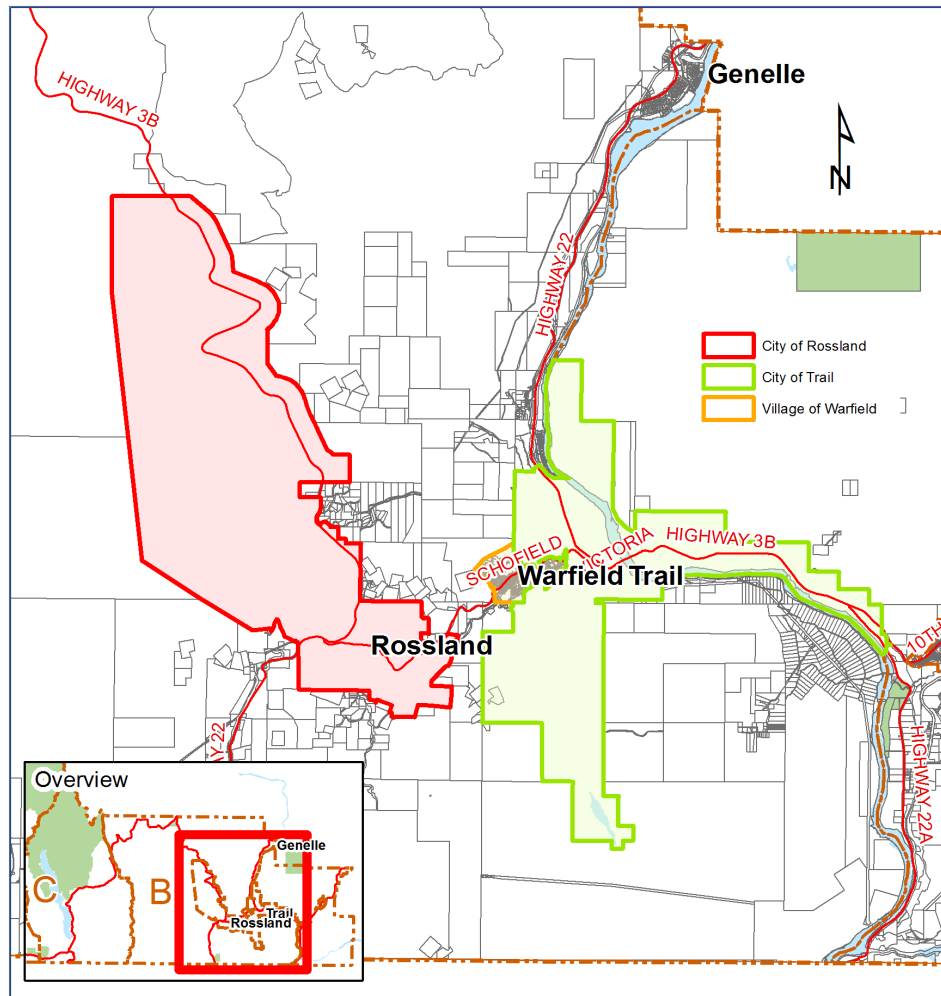 HIGHWAY 3B
Genelle
N
HIGHWAY 22
City of Rossland
City of Trail
Village of Warfield
SCHOFIELD
VICTORIA
HIGHWAY 3B
Warfield Trail
Rossland
10TH
AY 22
HIGHWAY 22A
Overview
Genelle
C
B
Trail
Rossland